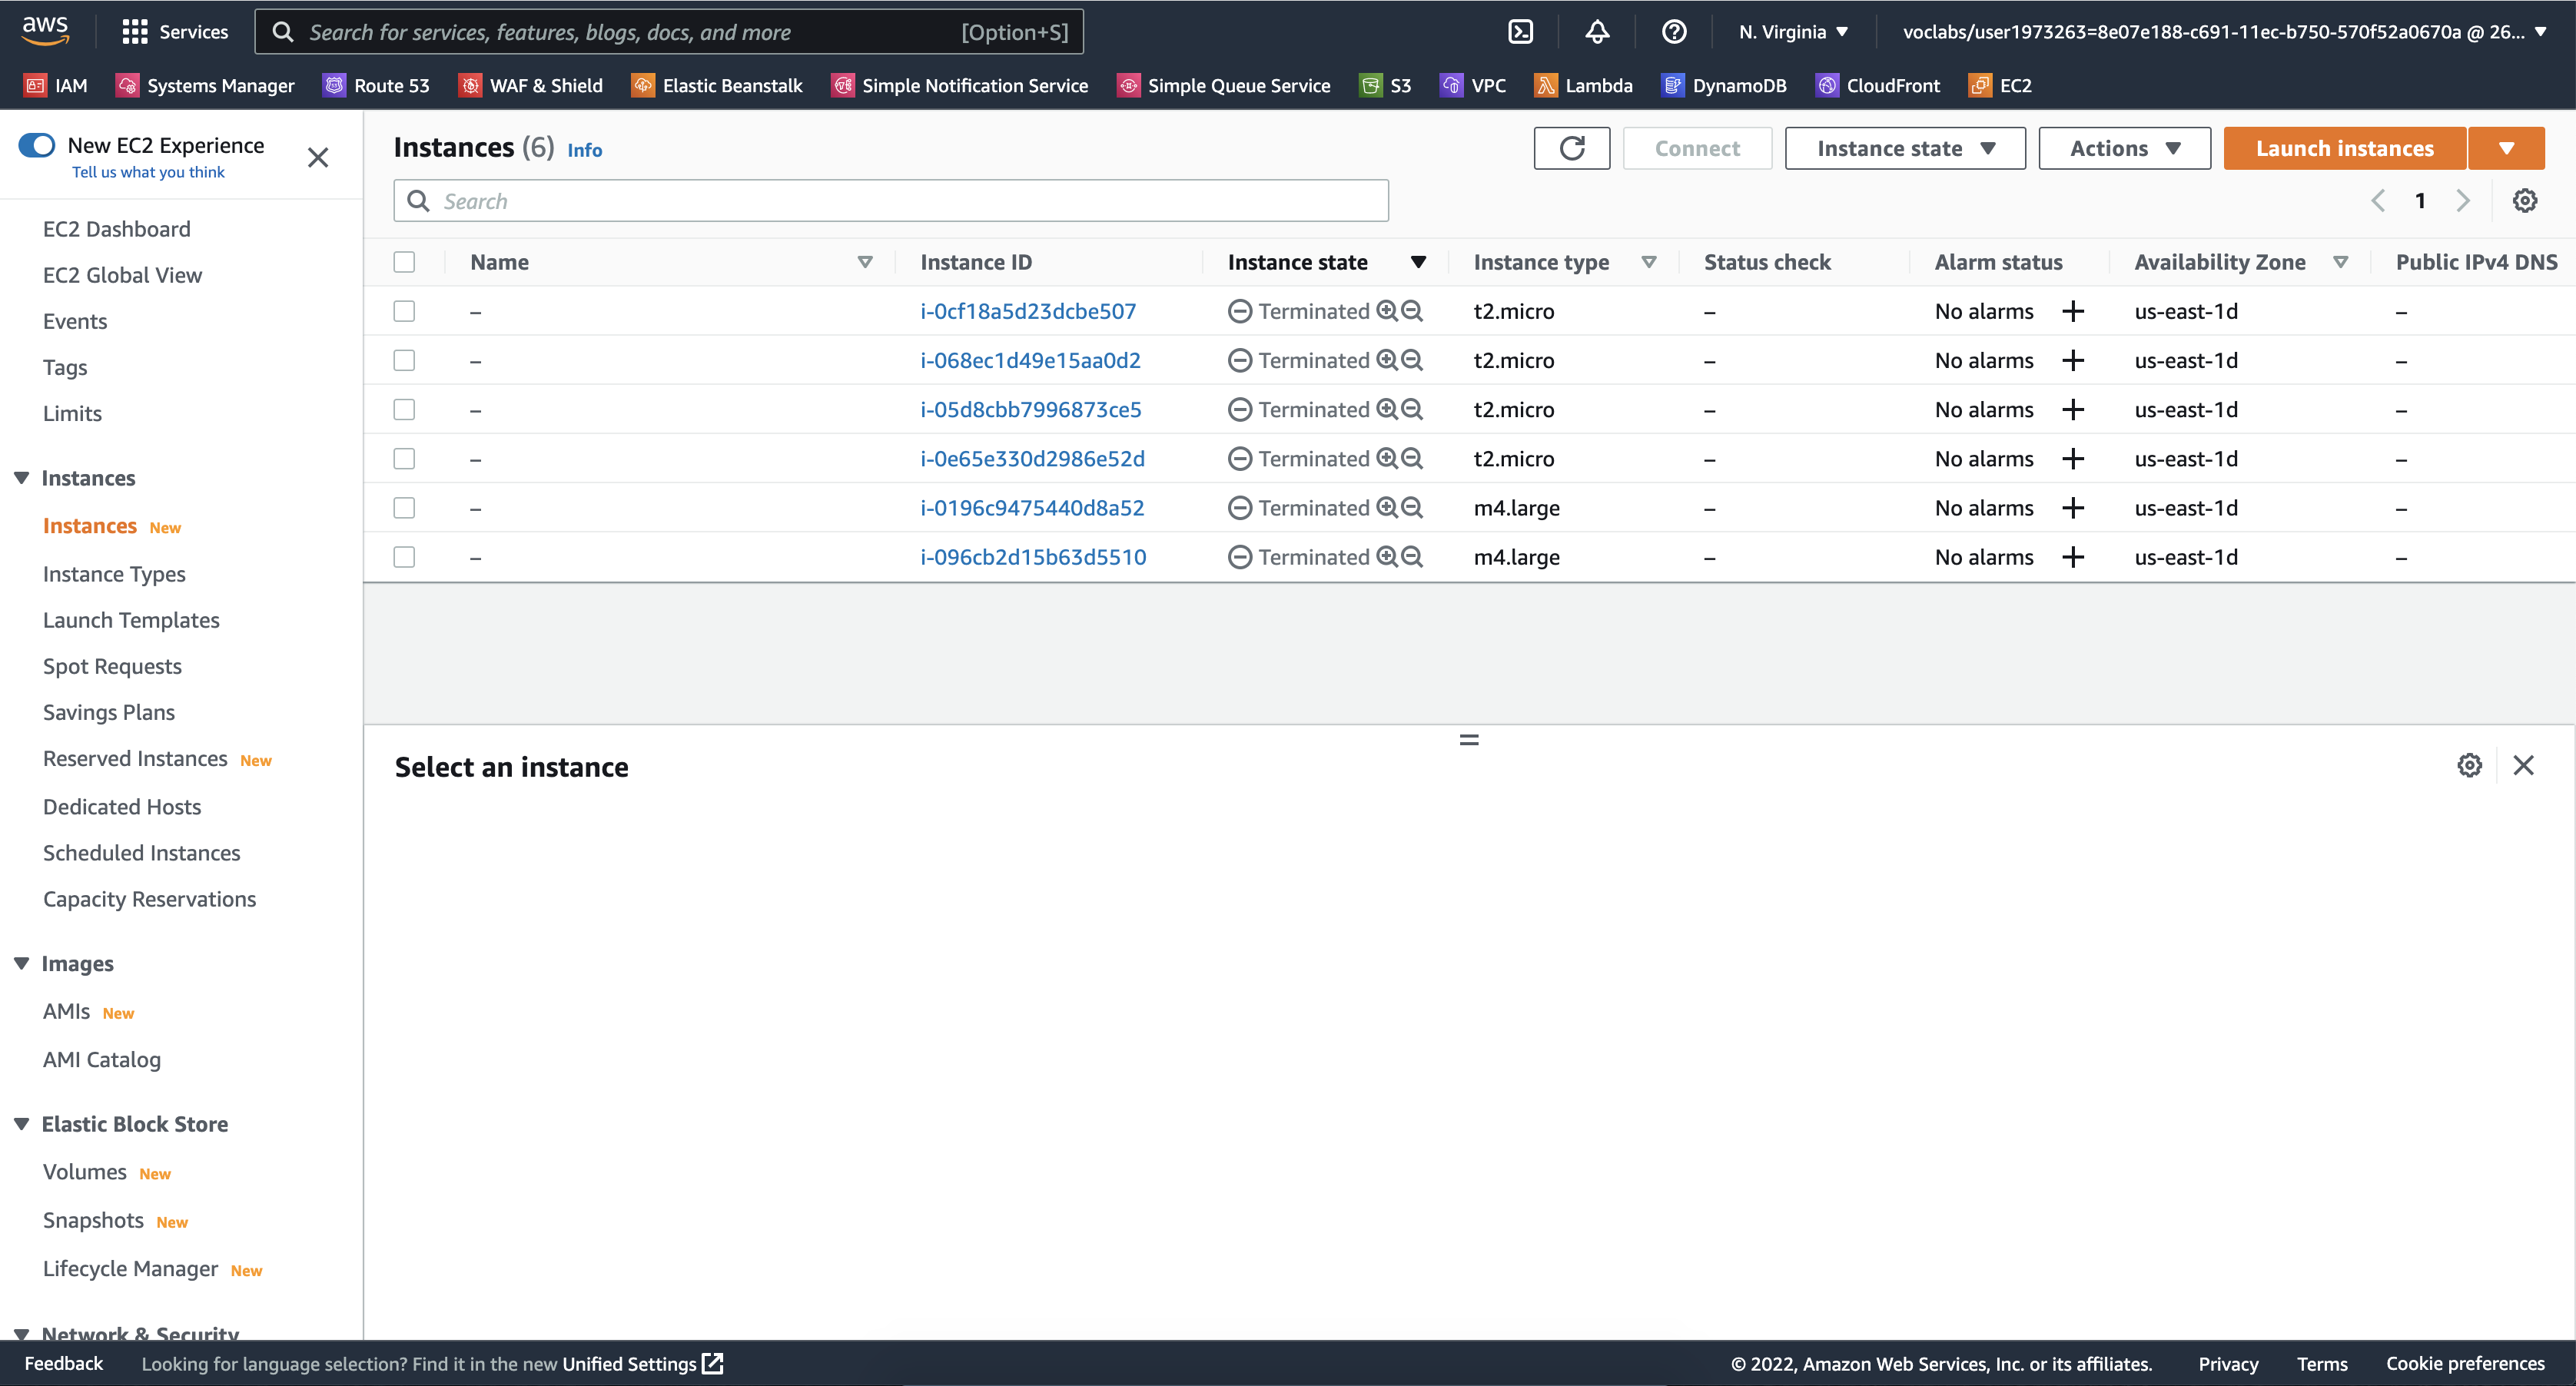 aws
Services
Search for services, features, blogs, docs, and more [Option+S]
N. Virginia
voclabs/user1973263=8e07e188-c691-11ec-b750-570f52a0670a @ 26...
IAM
Systems Manager
Route 53
WAF & Shield
Elastic Beanstalk
Simple Notification Service
Simple Queue Service
S3
VPC
Lambda
DynamoDB
CloudFront
EC2
New EC2 Experience
Tell us what you think
EC2 Dashboard
EC2 Global View
Events
Tags
Limits
Instances
Instances New
Instance Types
Launch Templates
Spot Requests
Savings Plans
Reserved Instances New
Dedicated Hosts
Scheduled Instances
Capacity Reservations
Images
AMIs New
AMI Catalog
Elastic Block Store
Volumes New
Snapshots New
Lifecycle Manager New
Network & Security
Instances (6) Info
Connect
Instance state
Actions
Launch instances
Search
1
Name Instance ID Instance state Instance type Status check Alarm status Availability Zone Public IPv4 DNS
– i-0cf18a5d23dcbe507 Terminated t2.micro – No alarms + us-east-1d –
– i-068ec1d49e15aa0d2 Terminated t2.micro – No alarms + us-east-1d –
– i-05d8cbb7996873ce5 Terminated t2.micro – No alarms + us-east-1d –
– i-0e65e330d2986e52d Terminated t2.micro – No alarms + us-east-1d –
– i-0196c9475440d8a52 Terminated m4.large – No alarms + us-east-1d –
– i-096cb2d15b63d5510 Terminated m4.large – No alarms + us-east-1d –
Select an instance
Feedback
Looking for language selection? Find it in the new Unified Settings
© 2022, Amazon Web Services, Inc. or its affiliates.
Privacy
Terms
Cookie preferences